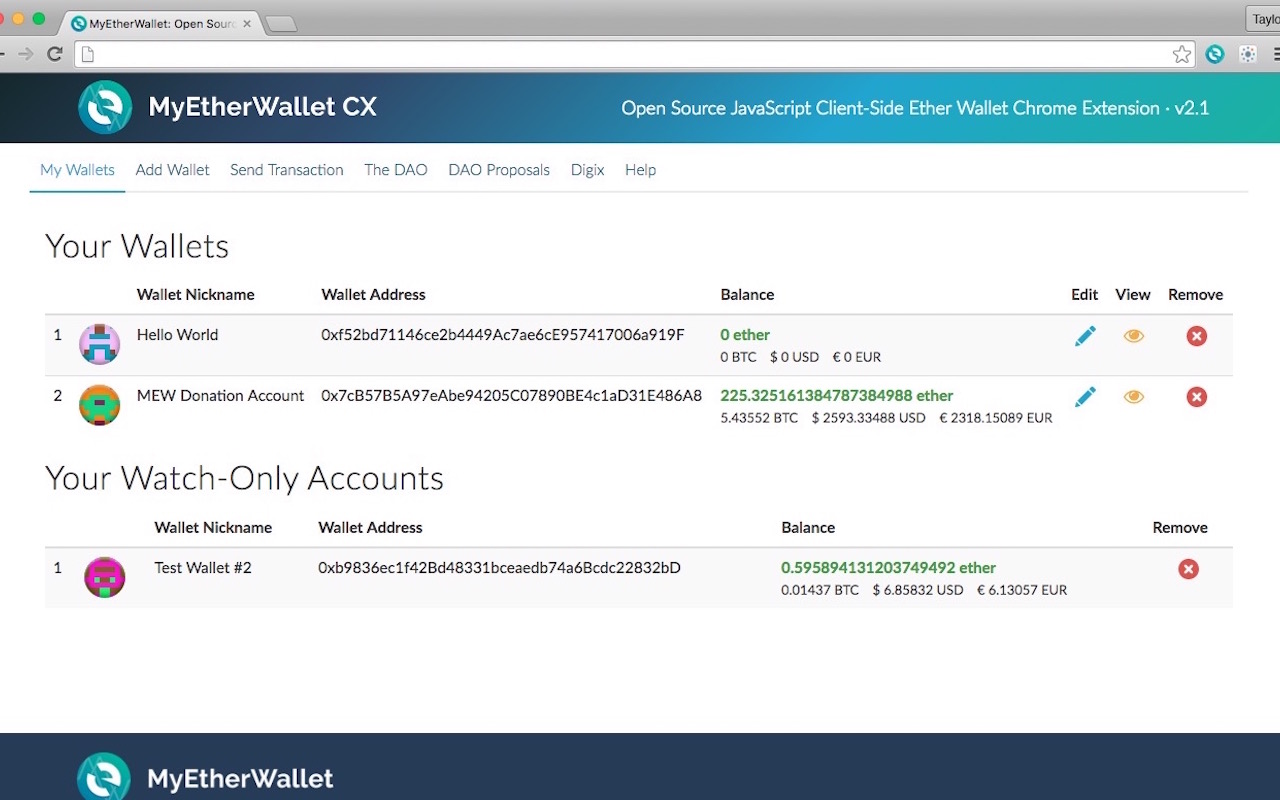 MyEtherWallet: Open Sour
Taylo
MyEtherWallet CX
Open Source JavaScript Client-Side Ether Wallet Chrome Extension · v2.1
My Wallets Add Wallet Send Transaction The DAO DAO Proposals Digix Help
Your Wallets
Wallet Nickname Wallet Address Balance Edit View Remove
1 Hello World 0xf52bd71146ce2b4449Ac7ae6cE957417006a919F 0 ether
0 BTC $ 0 USD € 0 EUR
2 MEW Donation Account 0x7cB57B5A97eAbe94205C07890BE4c1aD31E486A8 225.325161384787384988 ether
5.43552 BTC $ 2593.33488 USD € 2318.15089 EUR
Your Watch-Only Accounts
Wallet Nickname Wallet Address Balance Remove
1 Test Wallet #2 0xb9836ec1f42Bd48331bceaedb74a6Bcdc22832bD 0.595894131203749492 ether
0.01437 BTC $ 6.85832 USD € 6.13057 EUR
MyEtherWallet